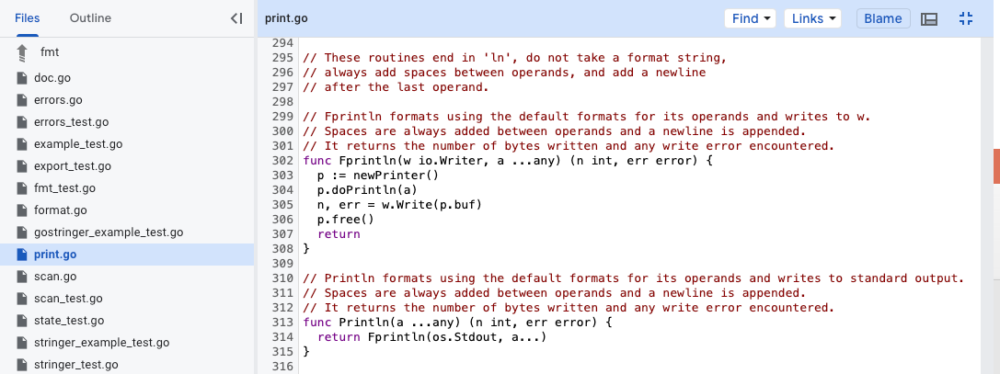 Files Outline
fmt
doc.go
errors.go
errors_test.go
example_test.go
export_test.go
fmt_test.go
format.go
gostringer_example_test.go
print.go
scan.go
scan_test.go
state_test.go
stringer_example_test.go
stringer_test.go
print.go Find Links Blame
294
295 // These routines end in 'ln', do not take a format string,
296 // always add spaces between operands, and add a newline
297 // after the last operand.
298
299 // Fprintln formats using the default formats for its operands and writes to w.
300 // Spaces are always added between operands and a newline is appended.
301 // It returns the number of bytes written and any write error encountered.
302 func Fprintln(w io.Writer, a ...any) (n int, err error) {
303   p := newPrinter()
304   p.doPrintln(a)
305   n, err = w.Write(p.buf)
306   p.free()
307   return
308 }
309
310 // Println formats using the default formats for its operands and writes to standard output.
311 // Spaces are always added between operands and a newline is appended.
312 // It returns the number of bytes written and any write error encountered.
313 func Println(a ...any) (n int, err error) {
314   return Fprintln(os.Stdout, a...)
315 }
316